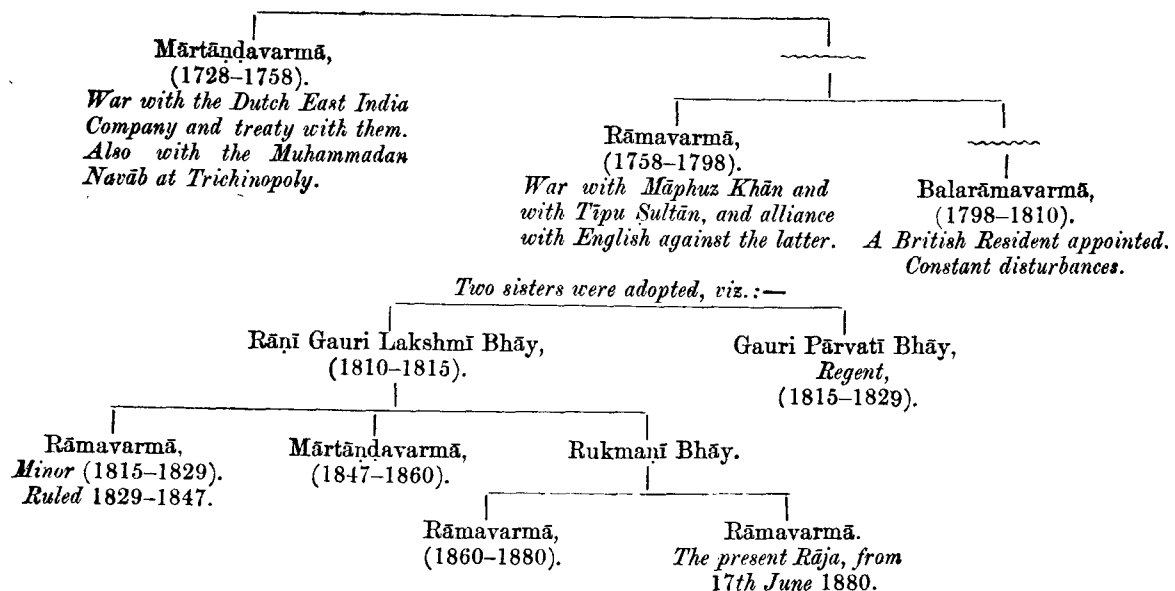 Mārtāṇḍavarmā,
(1728–1758).
War with the Dutch East India
Company and treaty with them.
Also with the Muhammadan
Navāb at Trichinopoly.
Rāmavarmā,
(1758–1798).
War with Māphuz Khān and
with Tīpu Ṣultān, and alliance
with English against the latter.
Balarāmavarmā,
(1798–1810).
A British Resident appointed.
Constant disturbances.
Two sisters were adopted, viz.:—
Rāṇī Gauri Lakshmī Bhāy,
(1810–1815).
Gauri Pārvatī Bhāy,
Regent,
(1815–1829).
Rāmavarmā,
Minor (1815–1829).
Ruled 1829–1847.
Mārtāṇḍavarmā,
(1847–1860).
Rukmaṇī Bhāy.
Rāmavarmā,
(1860–1880).
Rāmavarmā.
The present Rāja, from
17th June 1880.